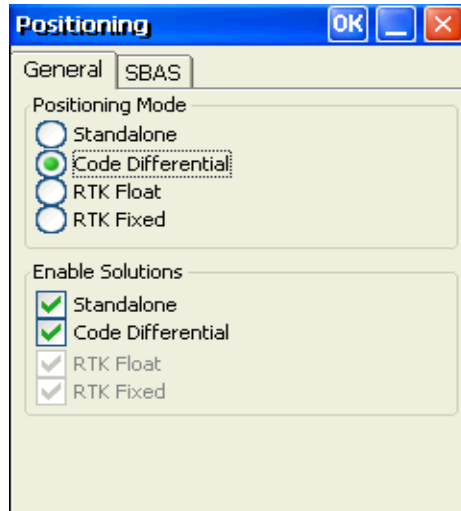 Positioning OK
General SBAS
Positioning Mode
Standalone
Code Differential
RTK Float
RTK Fixed
Enable Solutions
Standalone
Code Differential
RTK Float
RTK Fixed